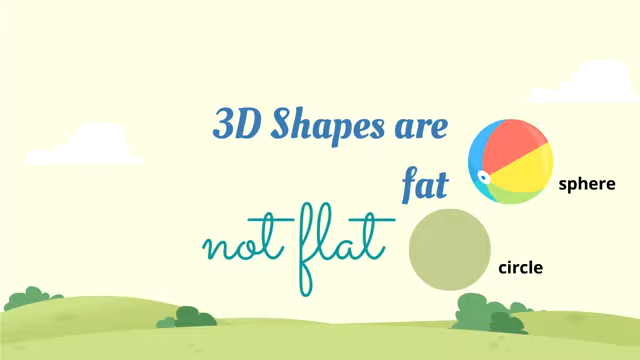 3D Shapes are
fat
sphere
not flat
circle